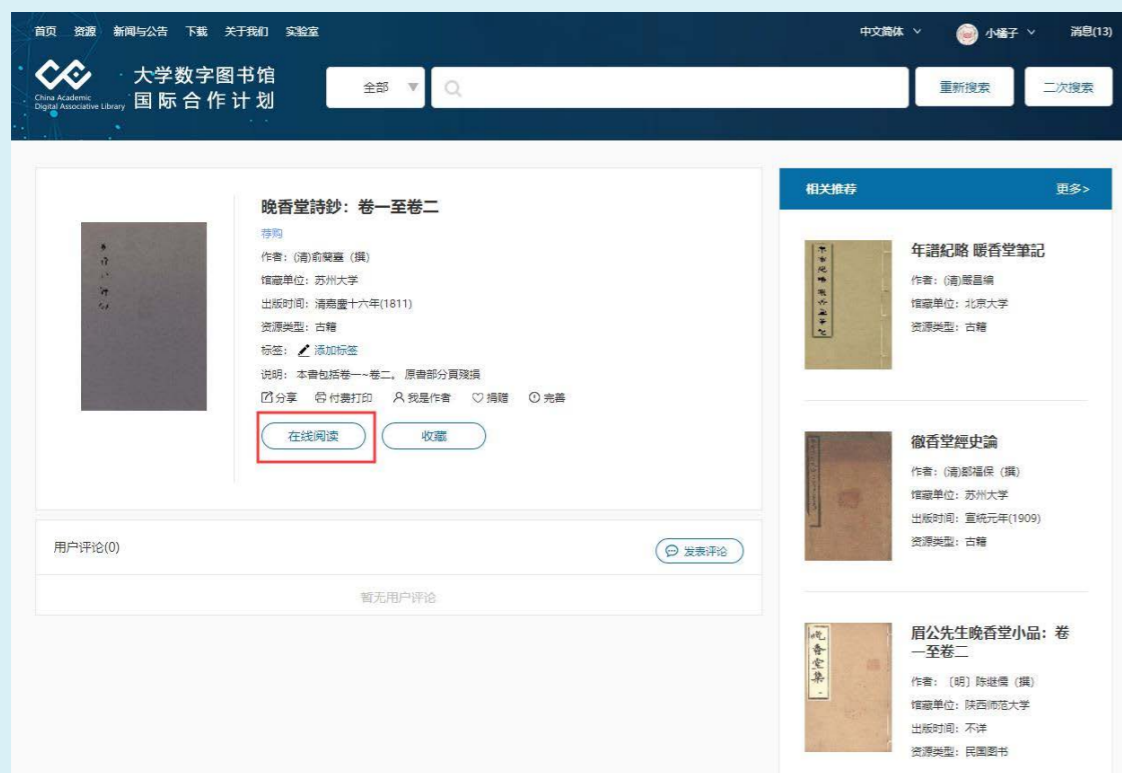 首页 资源 新闻与公告 下载 关于我们 实验室
中文简体 小橘子 消息(13)
China Academic
Digital Associative Library
大学数字图书馆
国际合作计划
全部
重新搜索 二次搜索
晚香堂詩鈔：卷一至卷二
荐购
作者：(清)俞蘭臺（撰）
馆藏单位：苏州大学
出版时间：清嘉慶十六年(1811)
资源类型：古籍
标签： 添加标签
说明： 本書包括卷一~卷二。 原書部分頁殘損
分享 付费打印 我是作者 捐赠 完善
在线阅读 收藏
用户评论(0)
发表评论
暂无用户评论
相关推荐 更多>
年譜紀略 暖香堂筆記
作者：(清)嚴昌编
馆藏单位：北京大学
资源类型：古籍
徹香堂經史論
作者：(清)鄒福保（撰）
馆藏单位：苏州大学
出版时间：宣統元年(1909)
资源类型：古籍
晚香堂集
眉公先生晚香堂小品：卷
一至卷二
作者：〔明〕陈继儒（撰）
馆藏单位：陕西师范大学
出版时间：不详
资源类型：民国图书